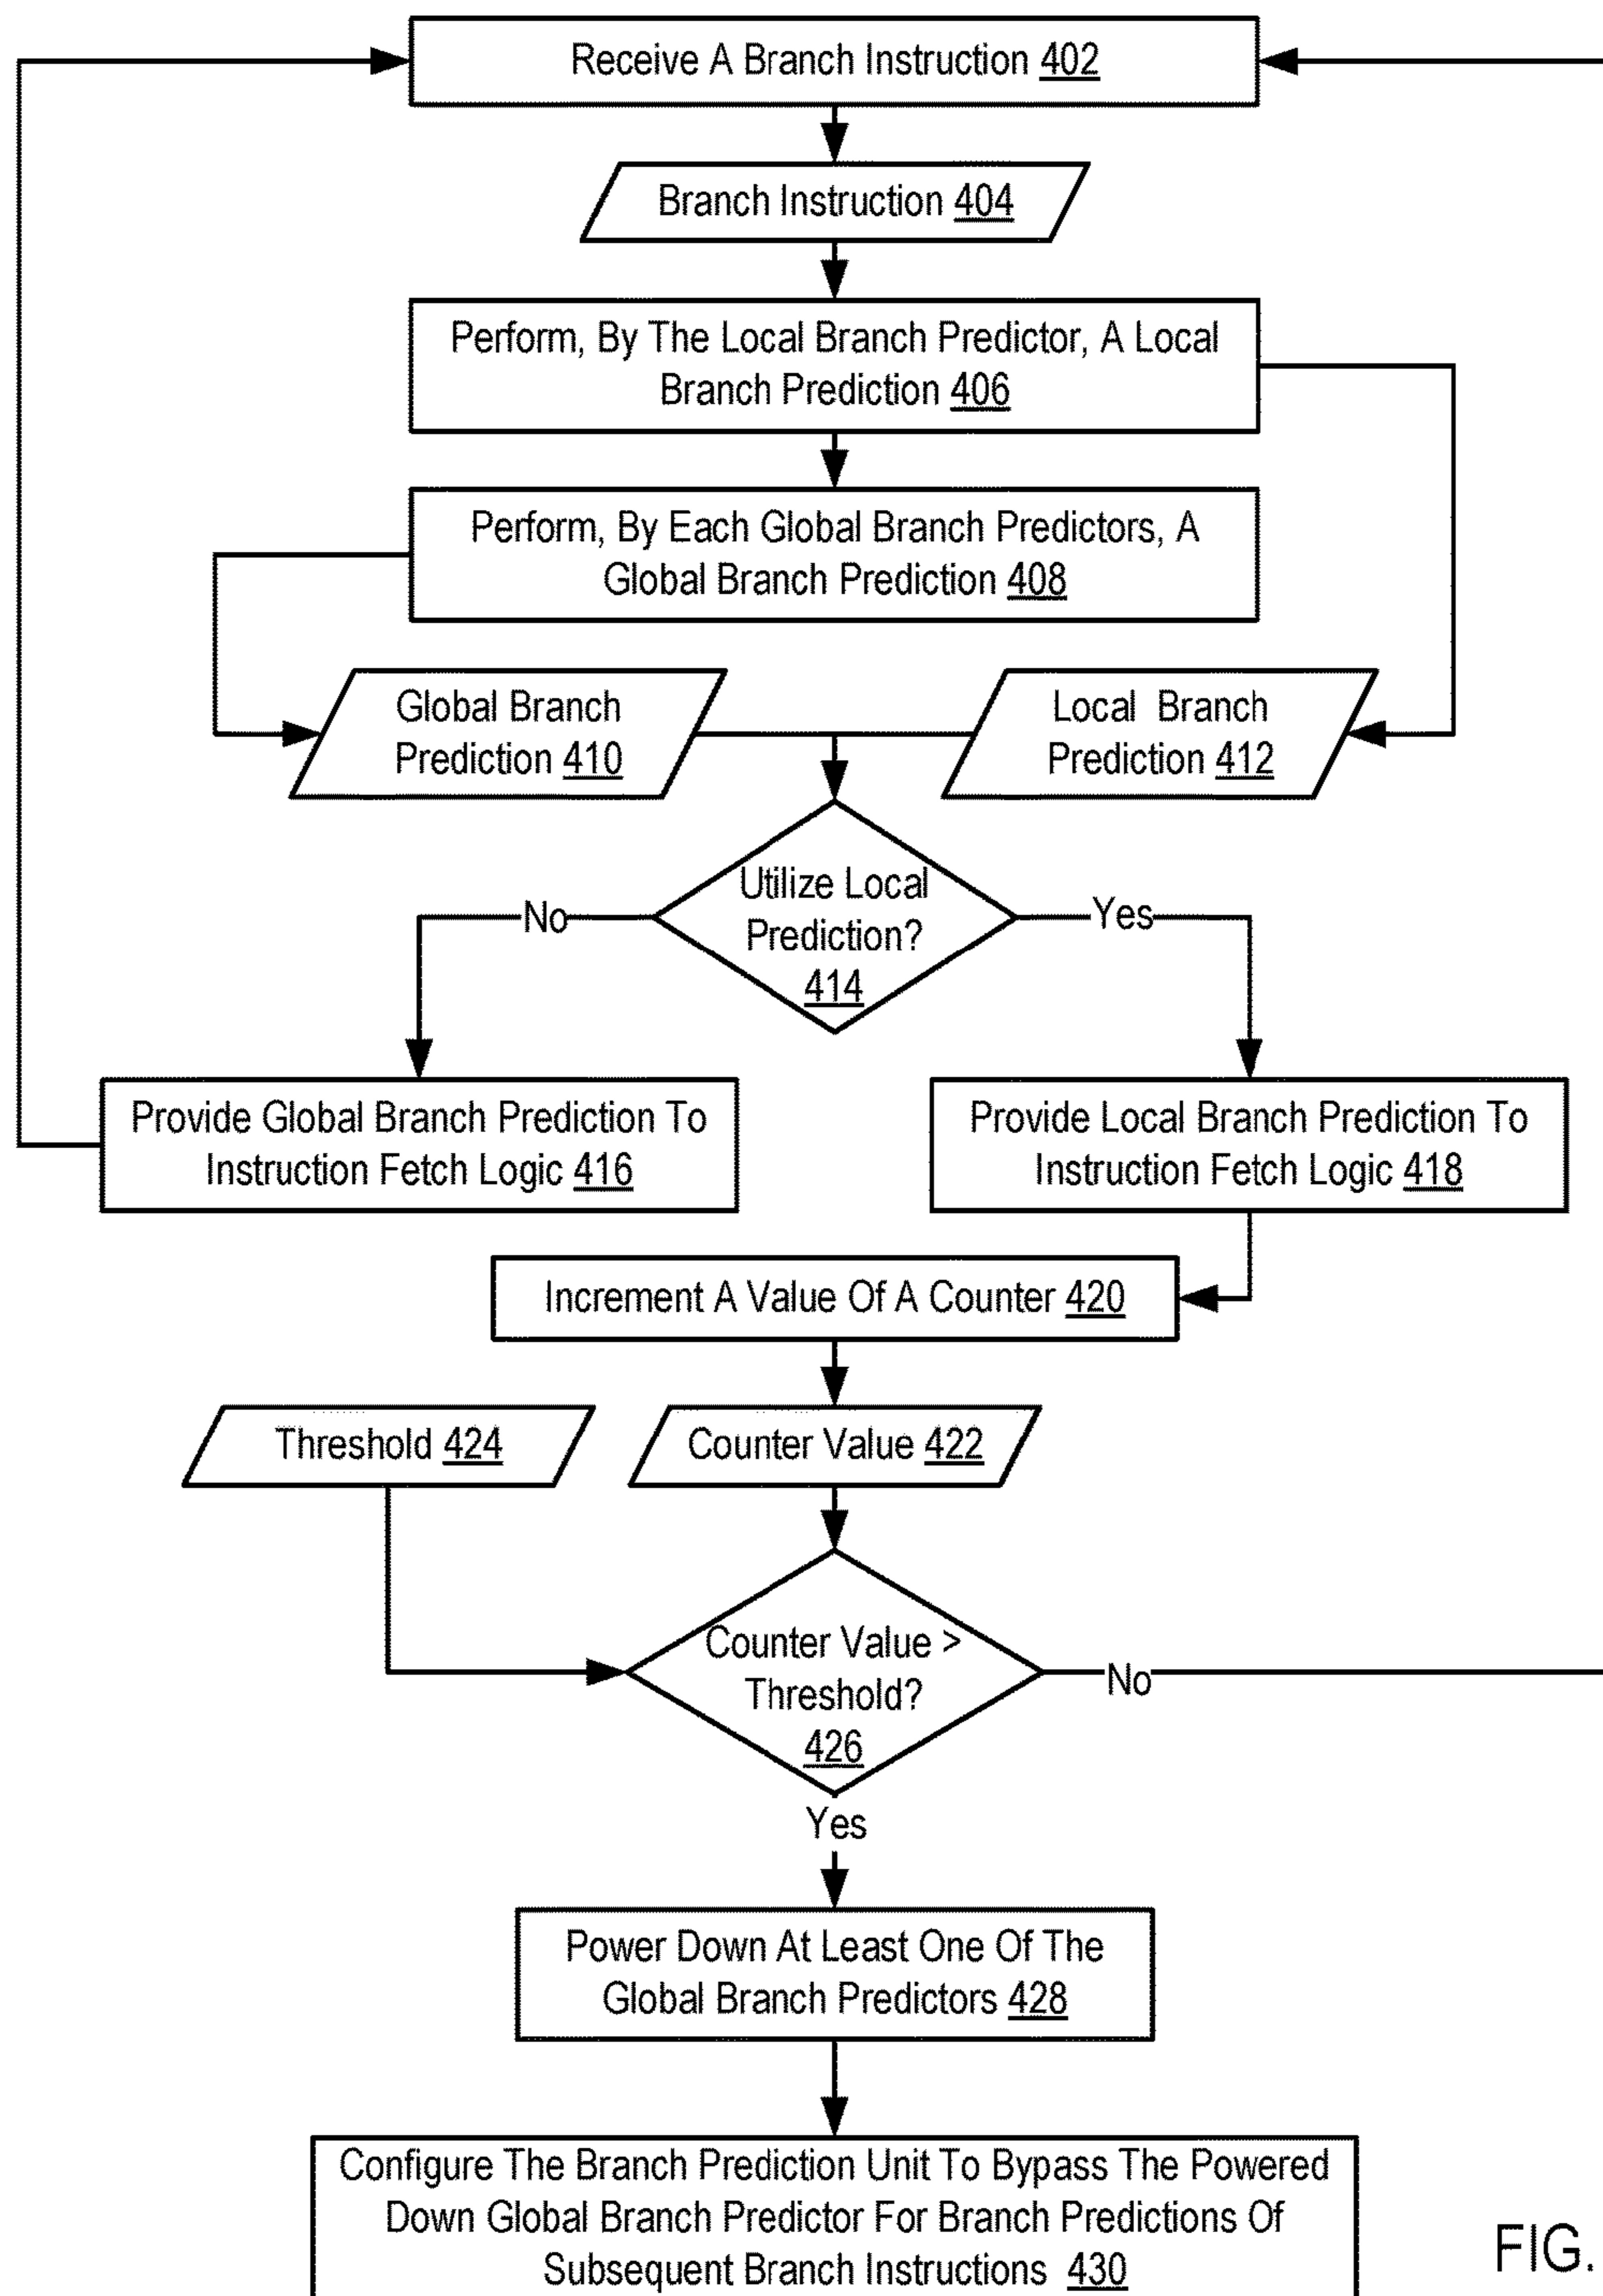 Receive A Branch Instruction 402
Branch Instruction 404
Perform, By The Local Branch Predictor, A Local
Branch Prediction 406
Perform, By Each Global Branch Predictors, A
Global Branch Prediction 408
Global Branch
Prediction 410
Local Branch
Prediction 412
Utilize Local
Prediction?
414
No
Yes
Provide Global Branch Prediction To
Instruction Fetch Logic 416
Provide Local Branch Prediction To
Instruction Fetch Logic 418
Increment A Value Of A Counter 420
Threshold 424
Counter Value 422
Counter Value >
Threshold?
426
No
Yes
Power Down At Least One Of The
Global Branch Predictors 428
Configure The Branch Prediction Unit To Bypass The Powered
Down Global Branch Predictor For Branch Predictions Of
Subsequent Branch Instructions 430
FIG.